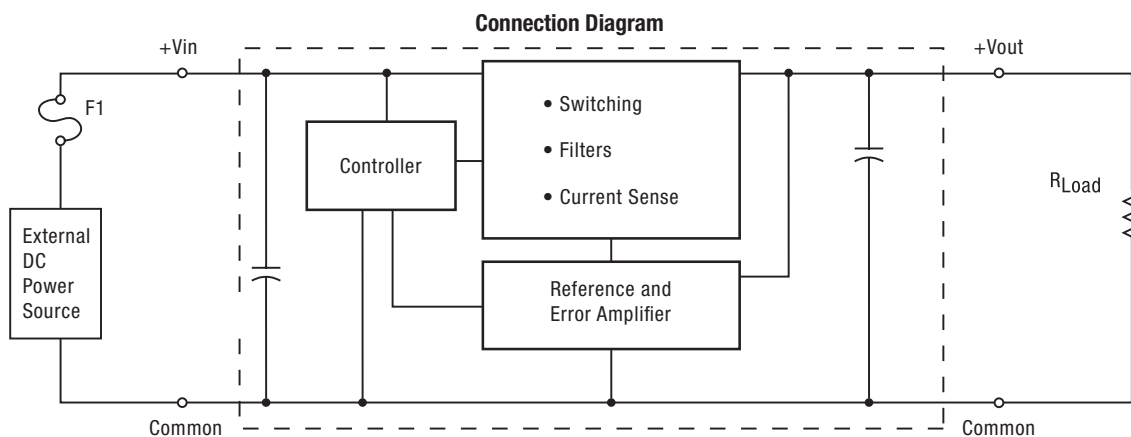 Connection Diagram
+Vin
+Vout
F1
• Switching
• Filters
• Current Sense
Controller
RLoad
External
DC
Power
Source
Reference and
Error Amplifier
Common
Common